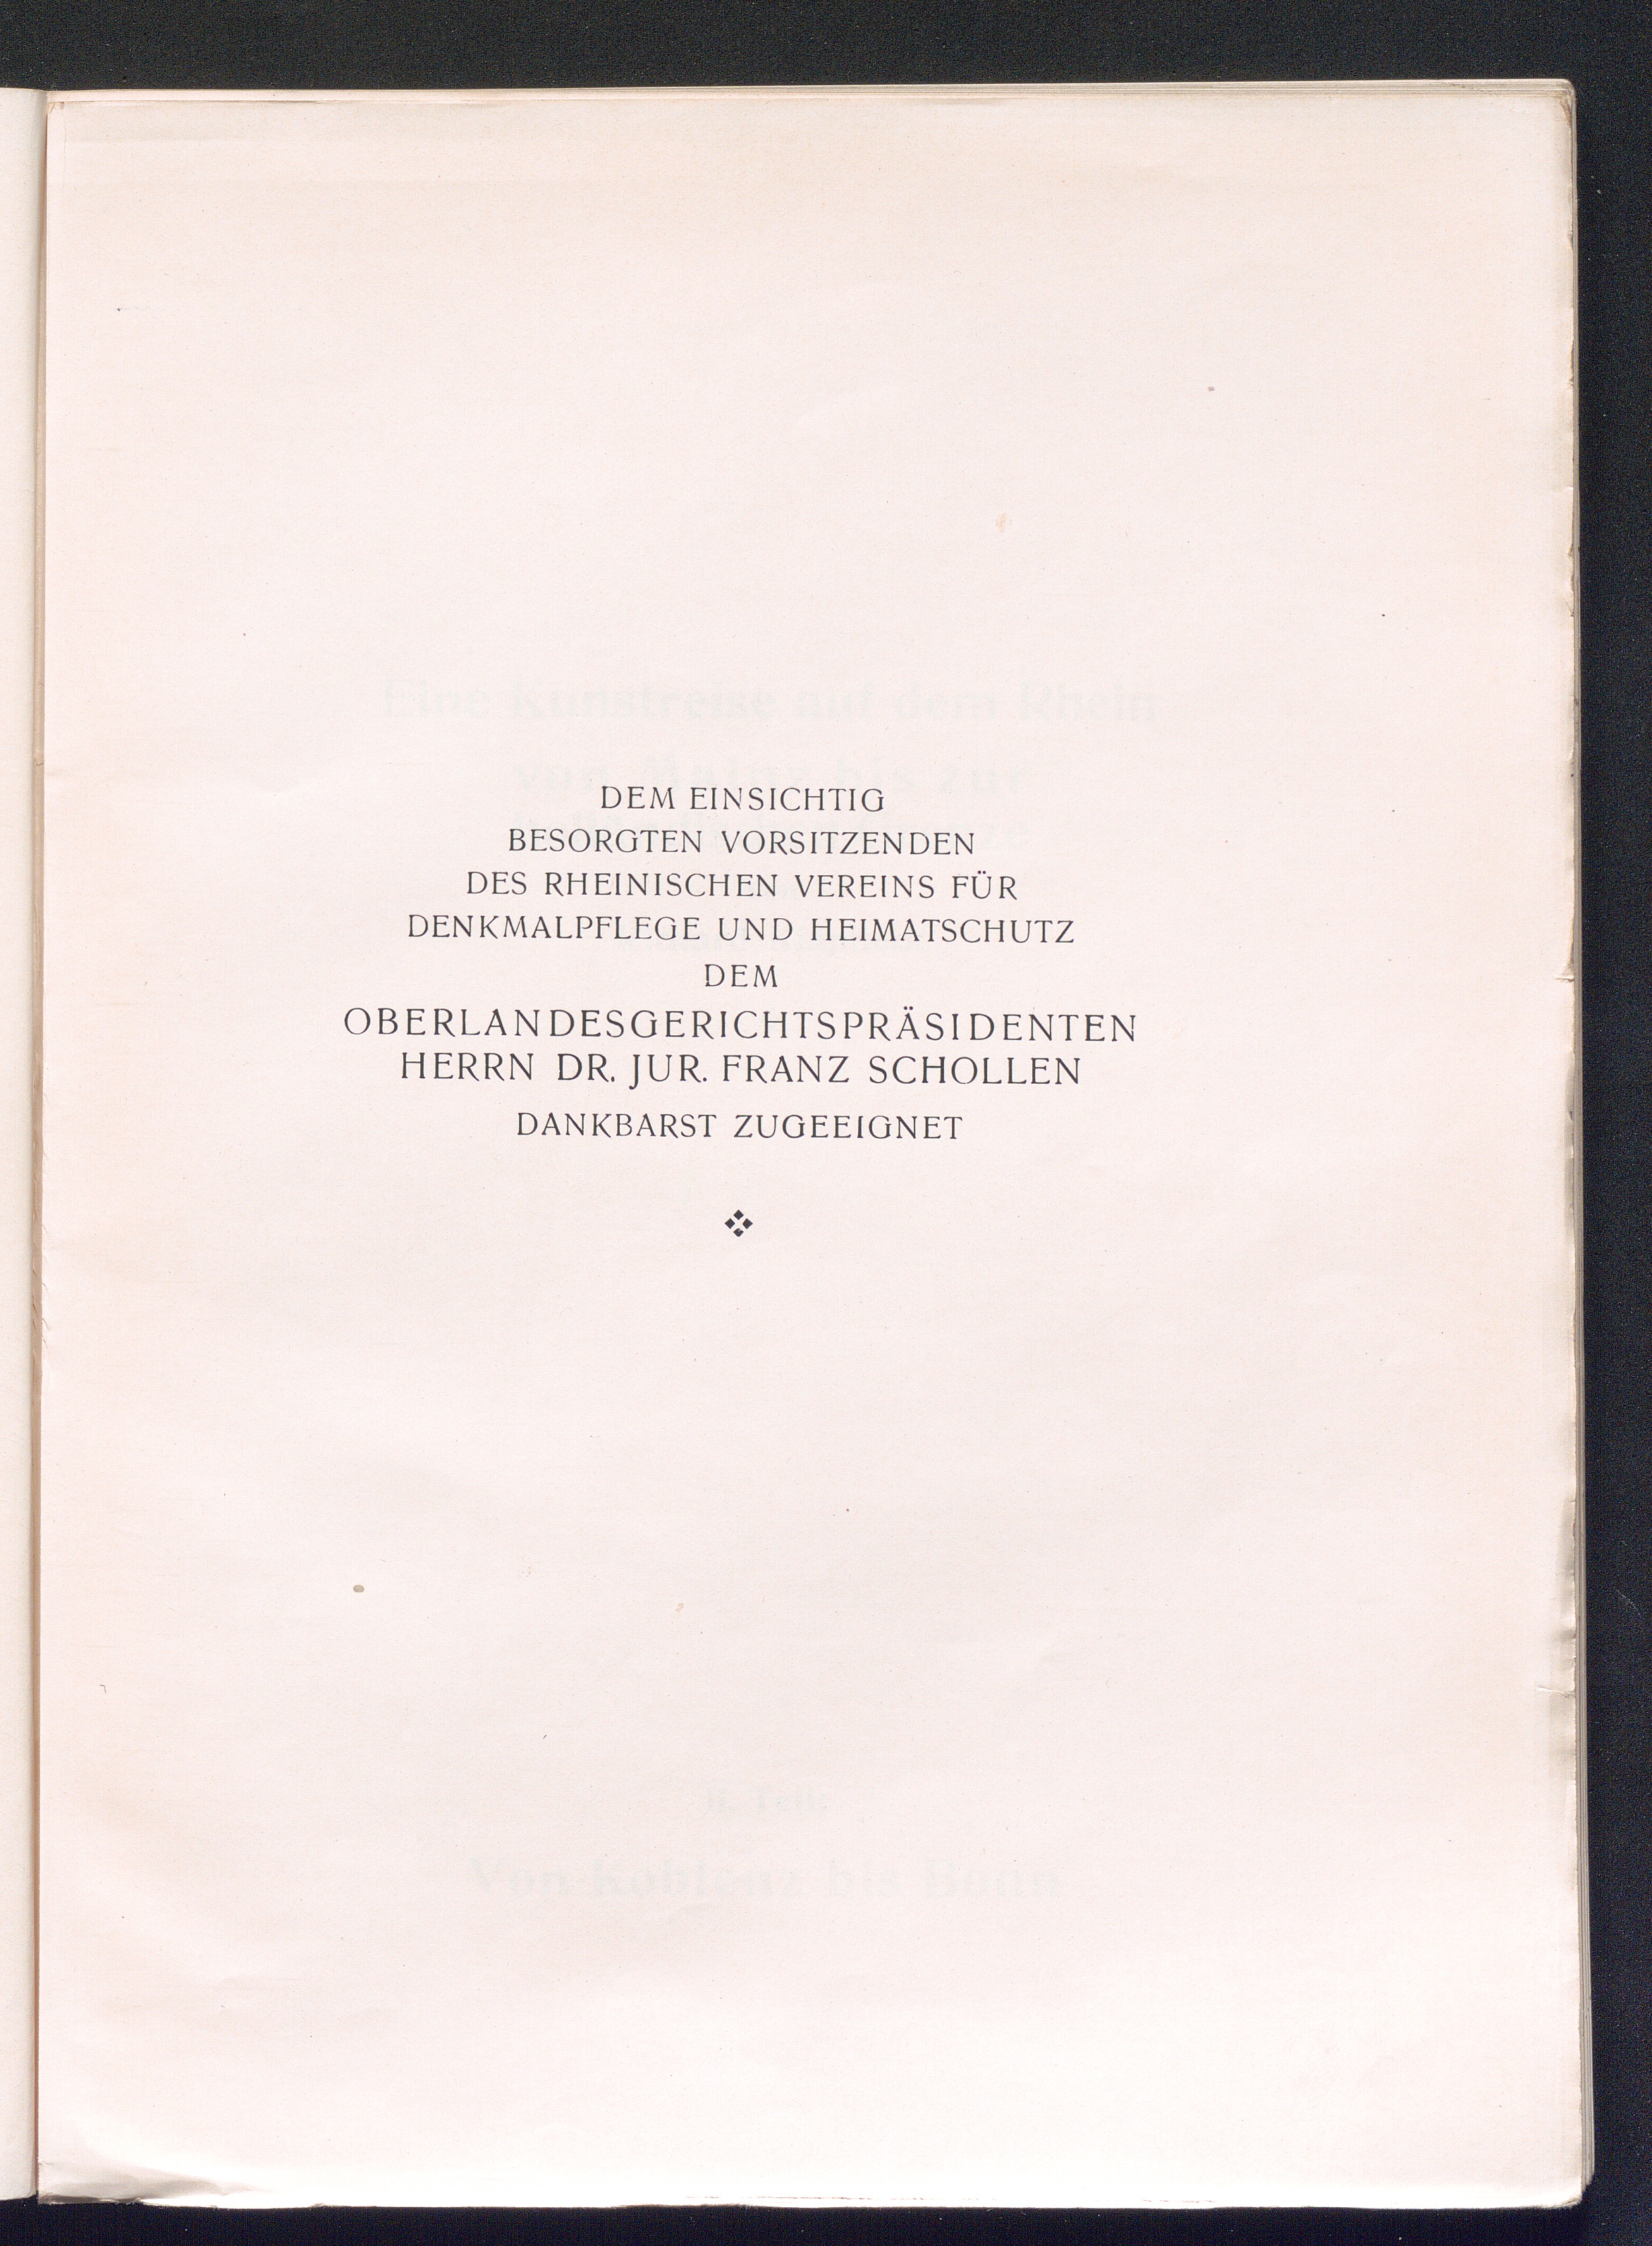 DEM EINSICHTIG
BESORGTEN VORSITZENDEN
DES RHEINISCHEN VEREINS FÜR
DENKMALPFLEGE UND HEIMATSCHUTZ
DEM
OBERLANDESGERICHTSPRÄSIDENTEN
HERRN DR. JUR. FRANZ SCHOLLEN
DANKBARST ZUGEEIGNET